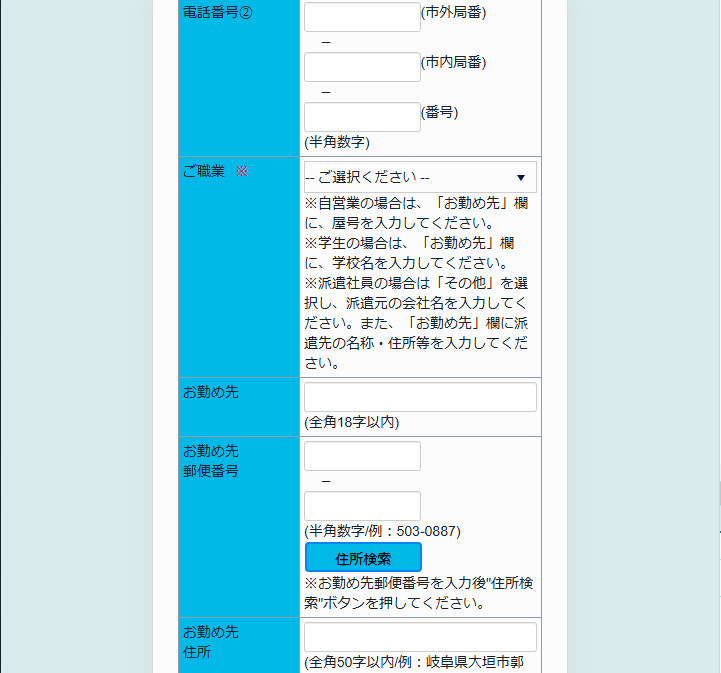 電話番号②
(市外局番)
－
(市内局番)
－
(番号)
(半角数字)
ご職業 ※
-- ご選択ください --
※自営業の場合は、「お勤め先」欄
に、屋号を入力してください。
※学生の場合は、「お勤め先」欄
に、学校名を入力してください。
※派遣社員の場合は「その他」を選
択し、派遣元の会社名を入力してく
ださい。また、「お勤め先」欄に派
遣先の名称・住所等を入力してくだ
さい。
お勤め先
(全角18字以内)
お勤め先
郵便番号
－
(半角数字/例：503-0887)
住所検索
※お勤め先郵便番号を入力後"住所検
索"ボタンを押してください。
お勤め先
住所
(全角50字以内/例：岐阜県大垣市郭